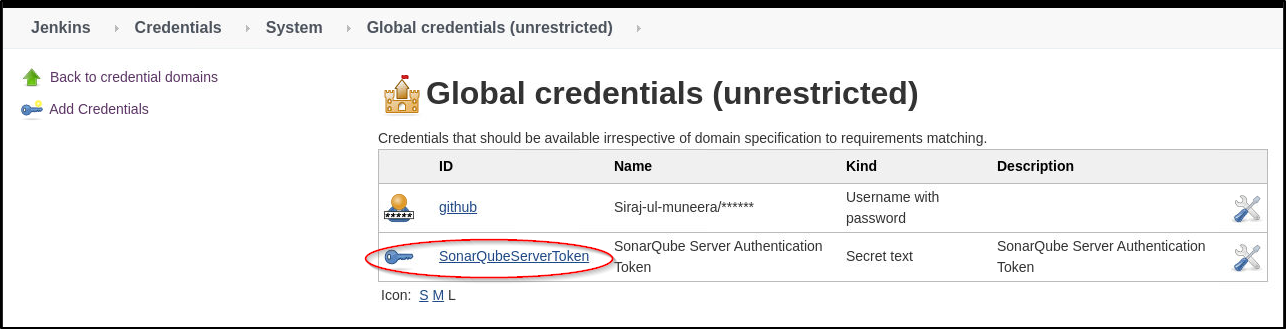 Jenkins Credentials System Global credentials (unrestricted)
Back to credential domains
Add Credentials
Global credentials (unrestricted)
Credentials that should be available irrespective of domain specification to requirements matching.
ID Name Kind Description
github Siraj-ul-muneera/****** Username with
password
SonarQubeServerToken SonarQube Server Authentication Secret text SonarQube Server Authentication
Token Token
Icon: S M L